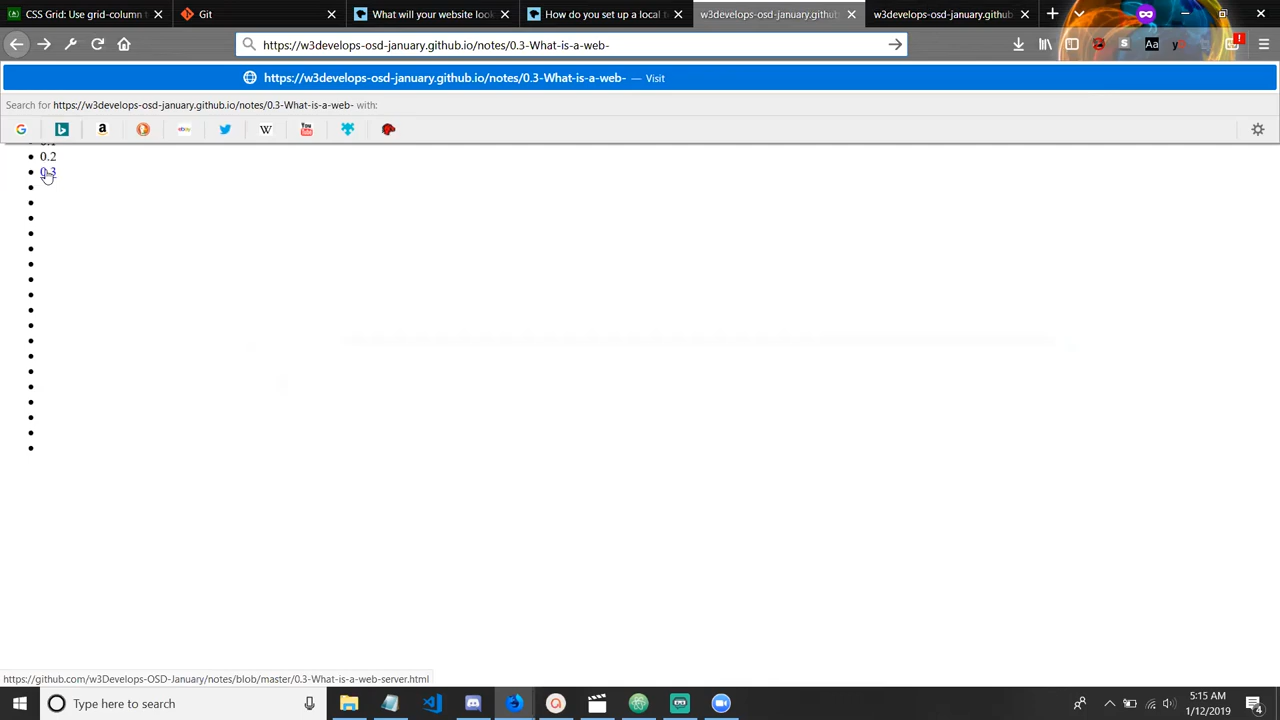 CSS Grid: Use grid-column t
Git
What will your website loo
How do you set up a local t
w3develops-osd-january.github
w3develops-osd-january.github
https://w3develops-osd-january.github.io/notes/0.3-What-is-a-web-
https://w3develops-osd-january.github.io/notes/0.3-What-is-a-web- — Visit
Search for https://w3develops-osd-january.github.io/notes/0.3-What-is-a-web- with:
0.2
0.3
https://github.com/w3Develops-OSD-January/notes/blob/master/0.3-What-is-a-web-server.html
Type here to search
5:15 AM
1/12/2019
4